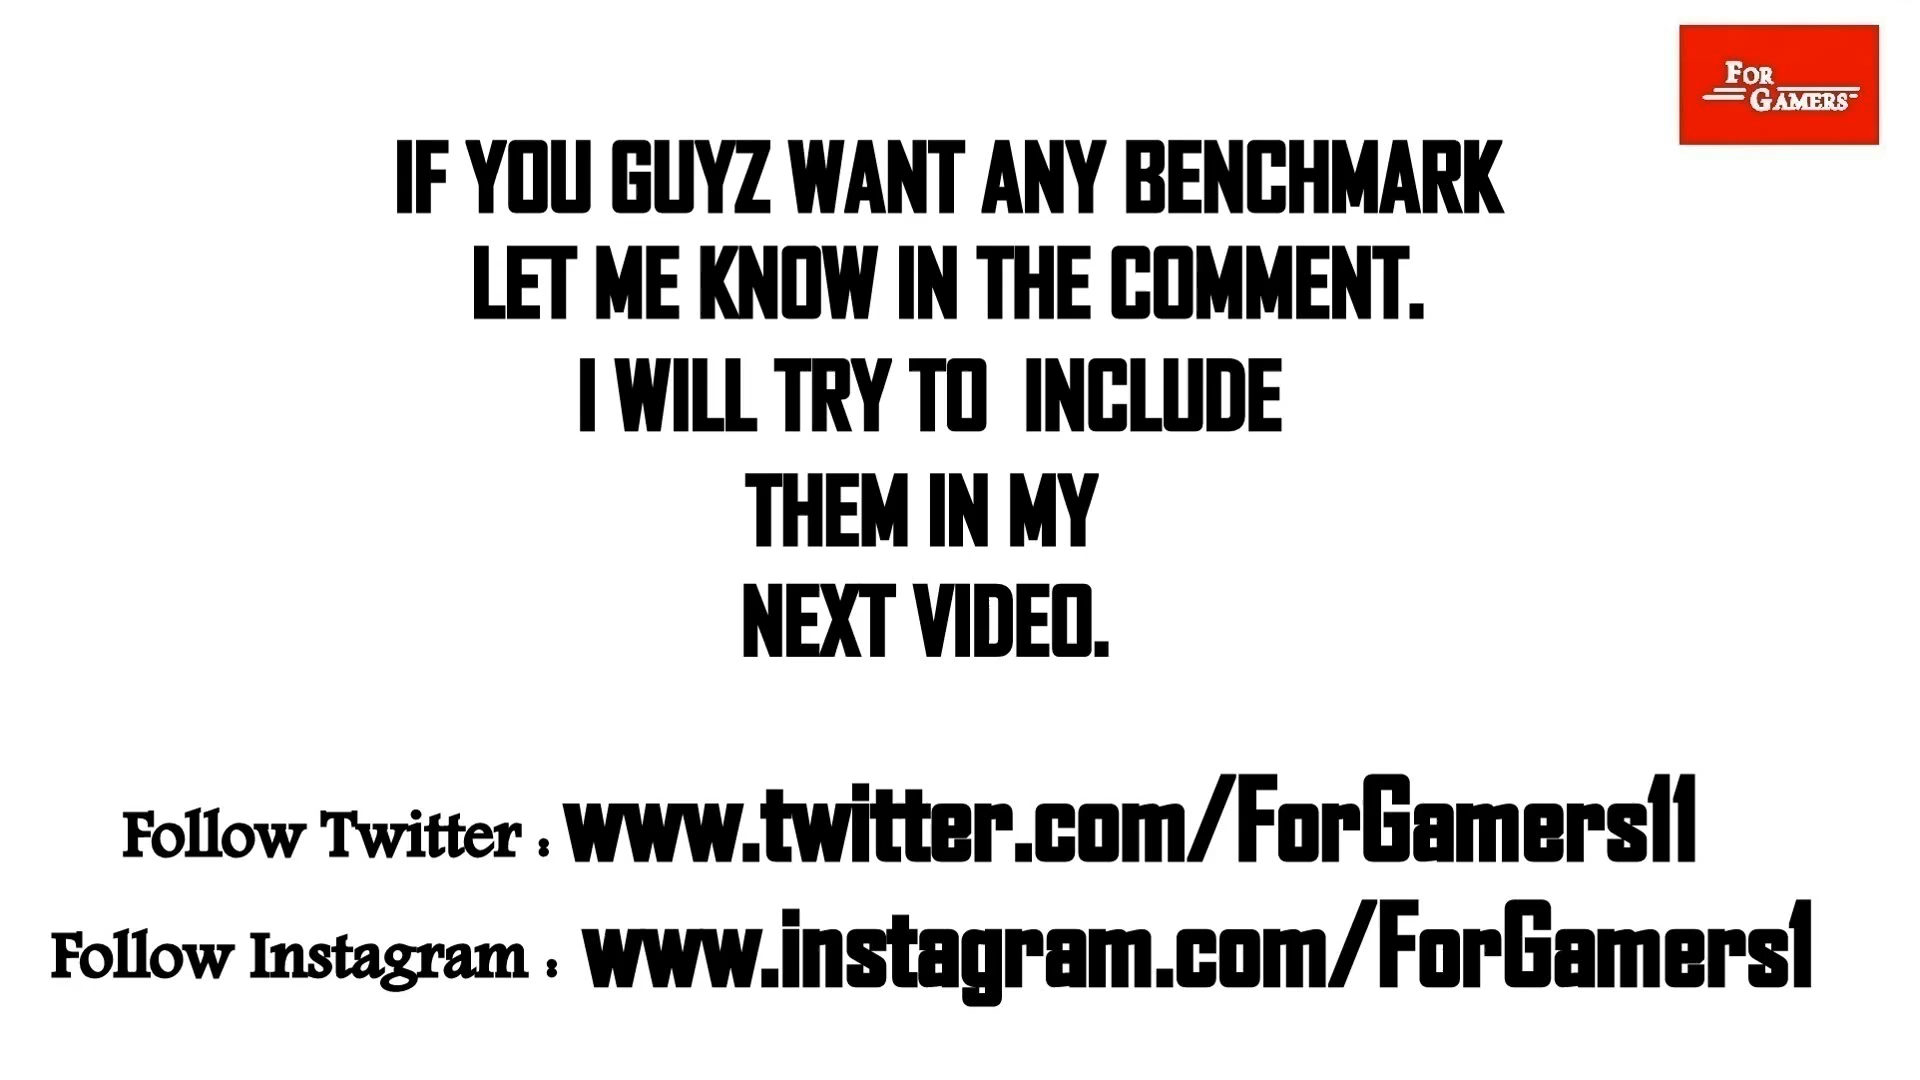 FOR
GAMERS
IF YOU GUYZ WANT ANY BENCHMARK
LET ME KNOW IN THE COMMENT.
I WILL TRY TO INCLUDE
THEM IN MY
NEXT VIDEO.
Follow Twitter : www.twitter.com/ForGamers11
Follow Instagram : www.instagram.com/ForGamers1